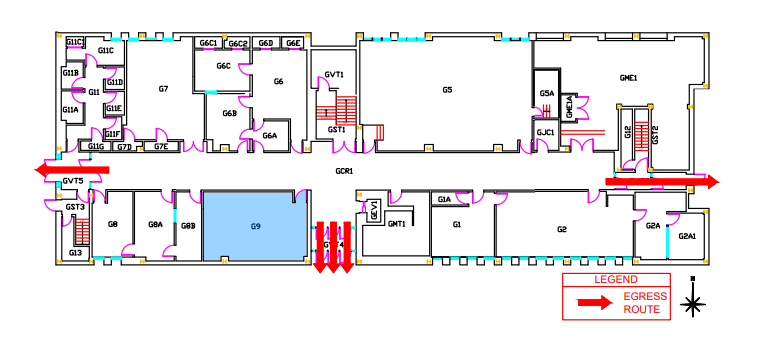 G11C1 G11C G6C1 G6C2 G6D G6E
G11B G11 G11D G7 G6C G6 GVT1 G5 GME1
G11A G11E G6B G5A GME1A
G11F G6A GST1 GJC1 G12 GST2
G11G G7D G7E
GCR1
GVT5
GST3 G8 G8A G8B G9 GEV1 G1A
GMT1 G1 G2 G2A G2A1
G13
LEGEND
EGRESS
ROUTE